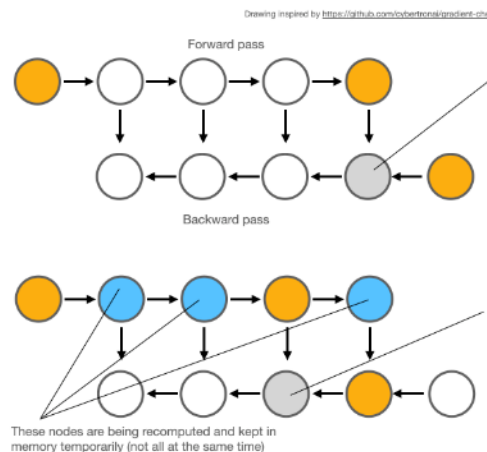 Drawing inspired by https://github.com/cybertronai/gradient-che
Forward pass
Backward pass
These nodes are being recomputed and kept in
memory temporarily (not all at the same time)